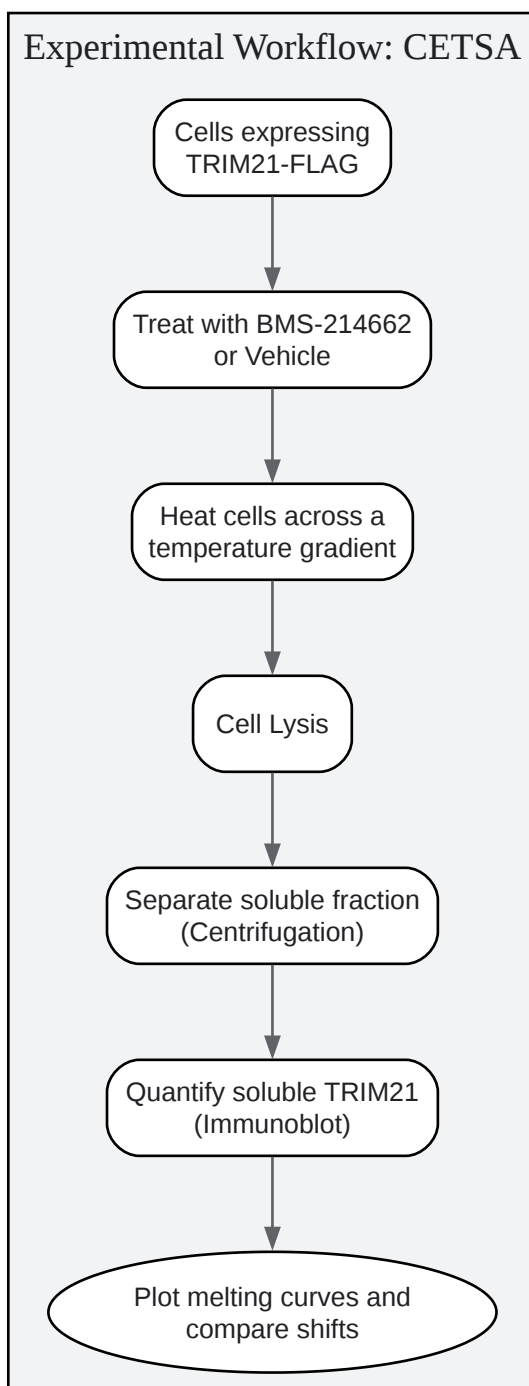 Experimental Workflow: CETSA
Cells expressing
TRIM21-FLAG
Treat with BMS-214662
or Vehicle
Heat cells across a
temperature gradient
Cell Lysis
Separate soluble fraction
(Centrifugation)
Quantify soluble TRIM21
(Immunoblot)
Plot melting curves and
compare shifts